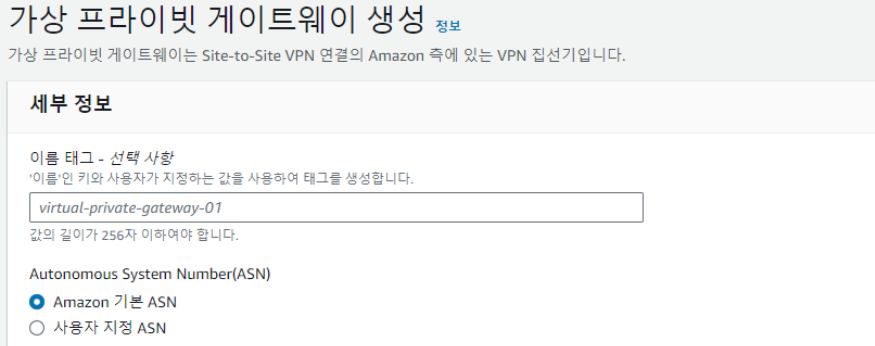 가상 프라이빗 게이트웨이 생성 정보
가상 프라이빗 게이트웨이는 Site-to-Site VPN 연결의 Amazon 측에 있는 VPN 집선기입니다.
세부 정보
이름 태그 - 선택 사항
'이름'인 키와 사용자가 지정하는 값을 사용하여 태그를 생성합니다.
virtual-private-gateway-01
값의 길이가 256자 이하여야 합니다.
Autonomous System Number(ASN)
Amazon 기본 ASN
사용자 지정 ASN